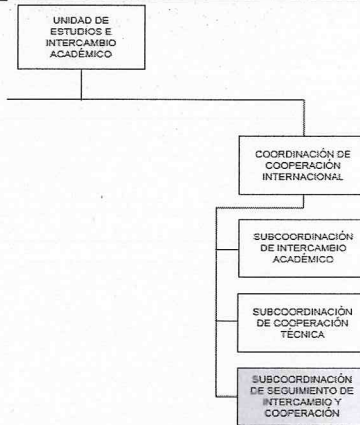 UNIDAD DE
ESTUDIOS E
INTERCAMBIO
ACADÉMICO
COORDINACIÓN DE
COOPERACIÓN
INTERNACIONAL
SUBCOORDINACIÓN
DE INTERCAMBIO
ACADÉMICO
SUBCOORDINACIÓN
DE COOPERACIÓN
TÉCNICA
SUBCOORDINACIÓN
DE SEGUIMIENTO DE
INTERCAMBIO Y
COOPERACIÓN